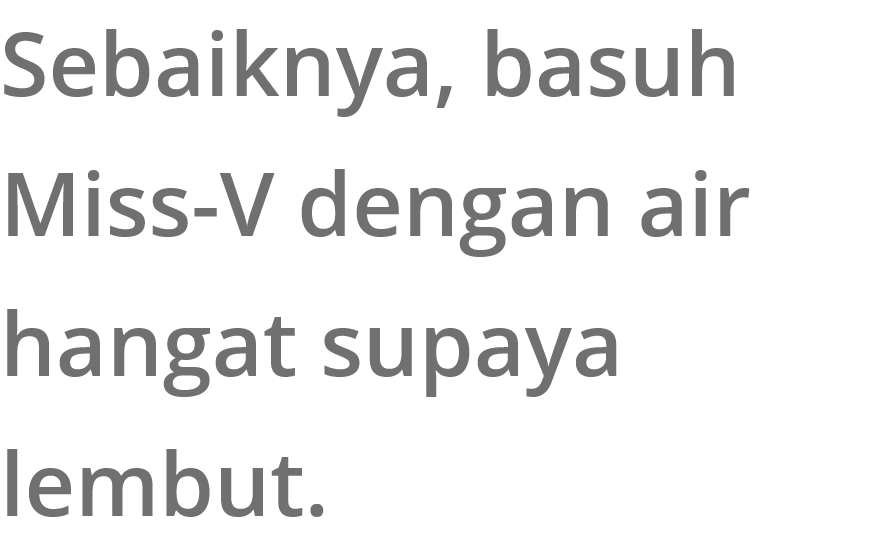 Sebaiknya, basuh
Miss-V dengan air
hangat supaya
lembut.